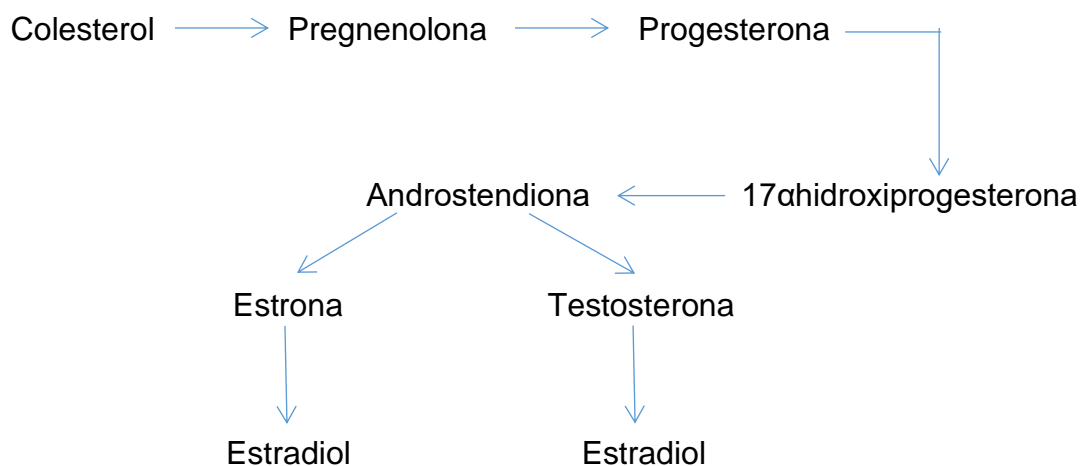 Colesterol Pregnenolona Progesterona
Androstendiona 17αhidroxiprogesterona
Estrona Testosterona
Estradiol Estradiol